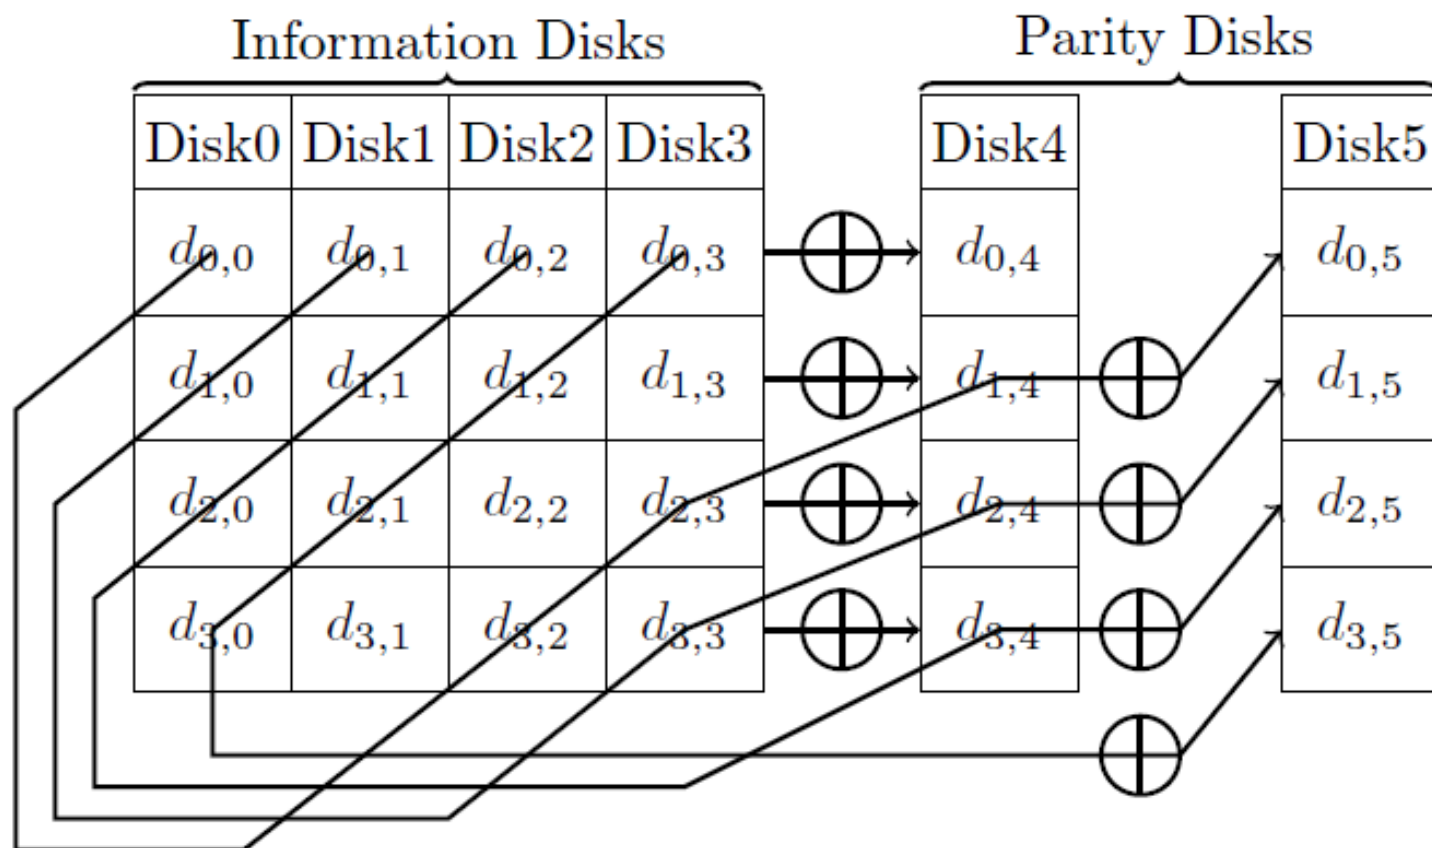 Information Disks Parity Disks
Disk0 Disk1 Disk2 Disk3 Disk4 Disk5
d0,0 d0,1 d0,2 d0,3 d0,4 d0,5
d1,0 d1,1 d1,2 d1,3 d1,4 d1,5
d2,0 d2,1 d2,2 d2,3 d2,4 d2,5
d3,0 d3,1 d3,2 d3,3 d3,4 d3,5